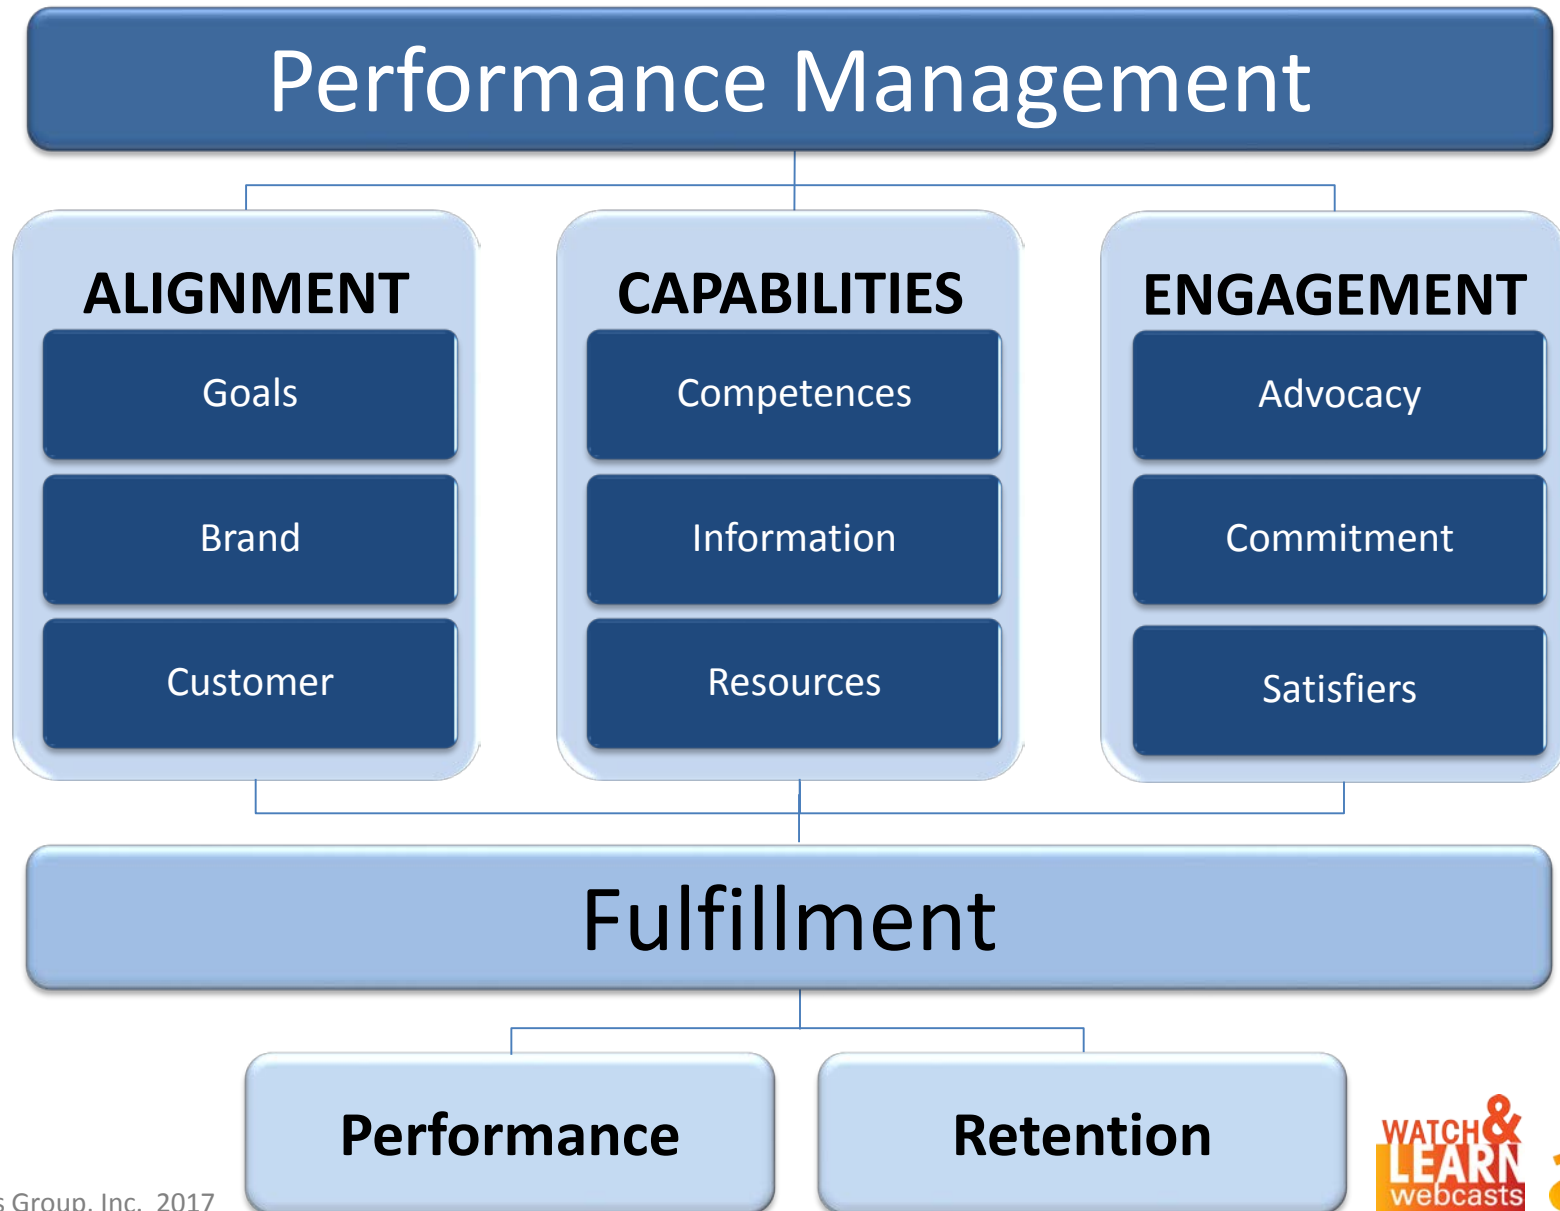 Performance Management
ALIGNMENT
Goals
Brand
Customer
CAPABILITIES
Competences
Information
Resources
ENGAGEMENT
Advocacy
Commitment
Satisfiers
Fulfillment
Performance
Retention
Group, Inc. 2017
WATCH&
LEARN
webcasts